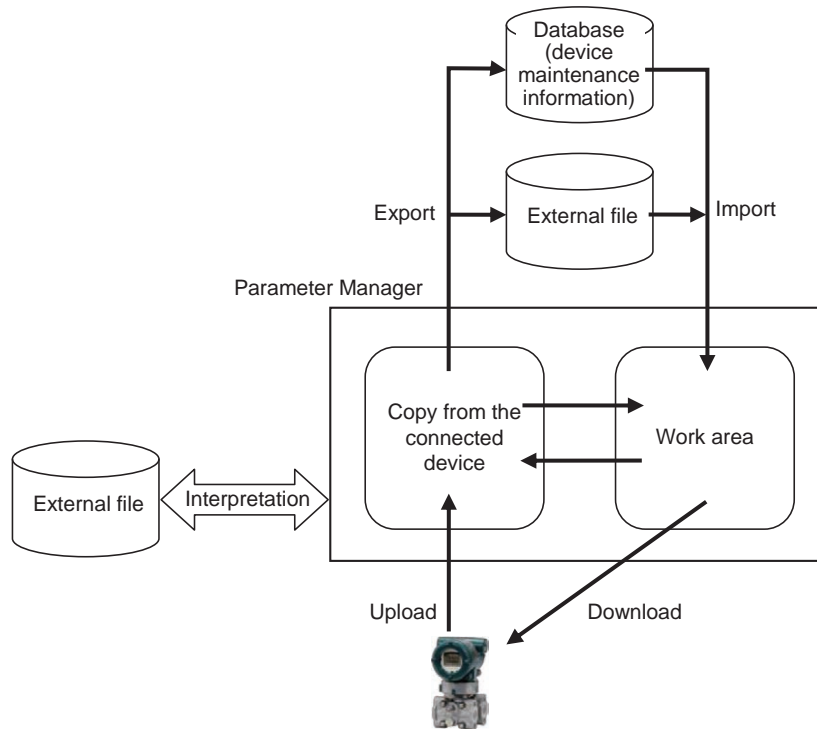 Database
(device
maintenance
information)
Export
External file
Import
Parameter Manager
Copy from the
connected
device
Work area
External file
Interpretation
Upload
Download